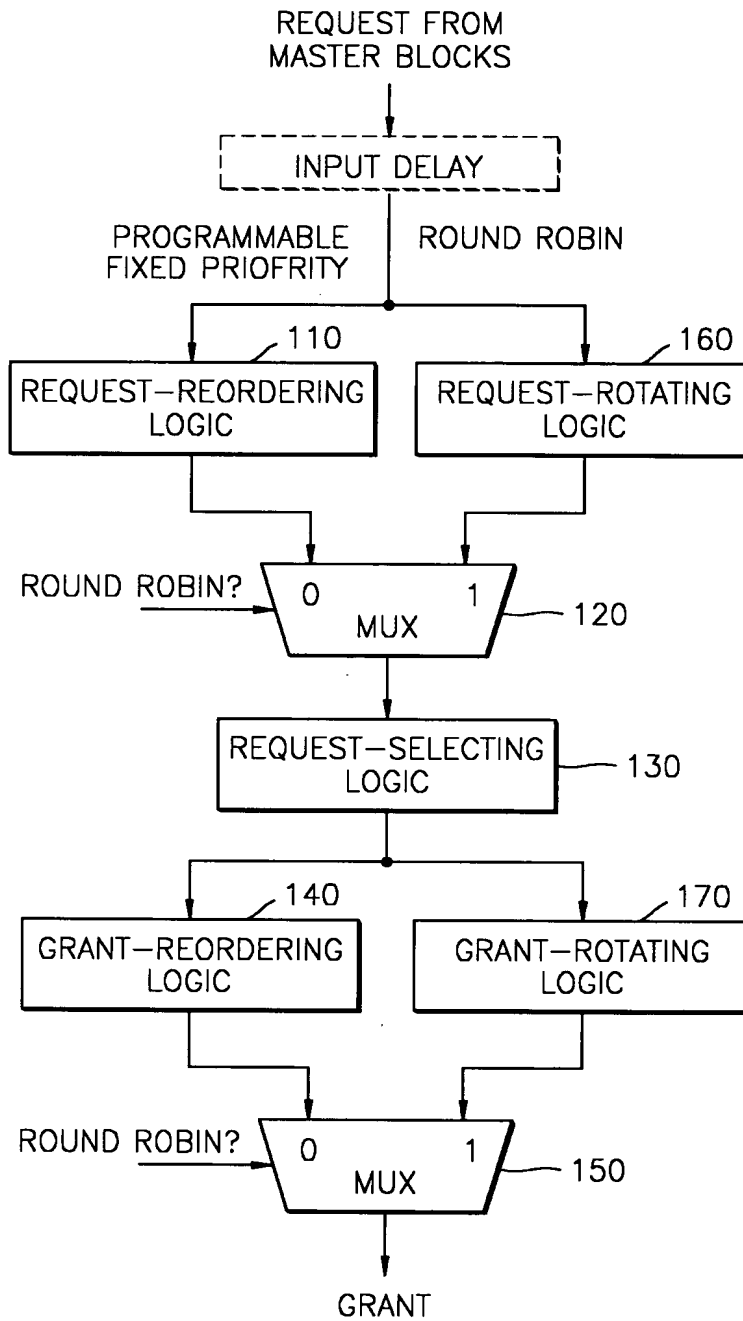 REQUEST FROM
MASTER BLOCKS
INPUT DELAY
PROGRAMMABLE
FIXED PRIOFRITY
ROUND ROBIN
110
160
REQUEST-REORDERING
LOGIC
REQUEST-ROTATING
LOGIC
ROUND ROBIN?
0
1
MUX
120
REQUEST-SELECTING
LOGIC
130
140
170
GRANT-REORDERING
LOGIC
GRANT-ROTATING
LOGIC
ROUND ROBIN?
0
1
MUX
150
GRANT